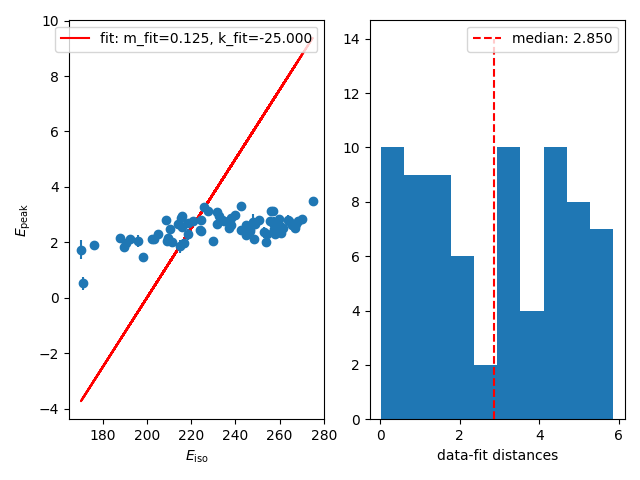 fit: m_fit=0.125, k_fit=-25.000
10
8
6
4
2
0
−2
−4
E_peak
180 200 220 240 260 280
E_iso
median: 2.850
14
12
10
8
6
4
2
0
0 2 4 6
data-fit distances